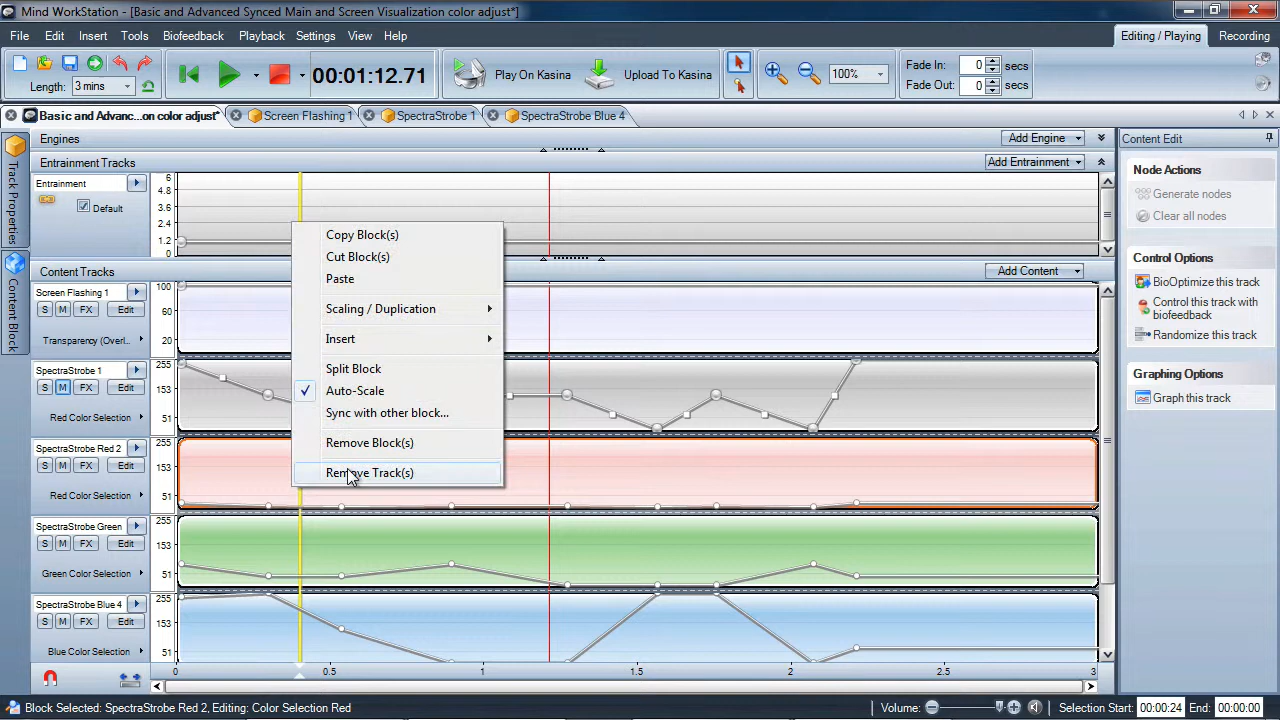 Mind WorkStation - [Basic and Advanced Synced Main and Screen Visualization color adjust*]
File Edit Insert Tools Biofeedback Playback Settings View Help
Editing / Playing Recording
Length: 3 mins
00:01:12.71
Play On Kasina
Upload To Kasina
100%
Fade In: 0 secs
Fade Out: 0 secs
Basic and Advanc...on color adjust*
Screen Flashing 1
SpectraStrobe 1
SpectraStrobe Blue 4
Track Properties
Content Block
Engines
Add Engine
Entrainment Tracks
Add Entrainment
Entrainment
Default
6
4.8
3.6
2.4
1.2
0
Content Tracks
Add Content
Screen Flashing 1
S M FX Edit
Transparency (Overl..
100
60
20
SpectraStrobe 1
S M FX Edit
Red Color Selection
255
153
51
SpectraStrobe Red 2
S M FX Edit
Red Color Selection
255
153
51
SpectraStrobe Green
S M FX Edit
Green Color Selection
255
153
51
SpectraStrobe Blue 4
S M FX Edit
Blue Color Selection
255
153
51
0 0.5 1 1.5 2 2.5 3
Copy Block(s)
Cut Block(s)
Paste
Scaling / Duplication
Insert
Split Block
Auto-Scale
Sync with other block...
Remove Block(s)
Remove Track(s)
Content Edit
Node Actions
Generate nodes
Clear all nodes
Control Options
BioOptimize this track
Control this track with
biofeedback
Randomize this track
Graphing Options
Graph this track
Block Selected: SpectraStrobe Red 2, Editing: Color Selection Red
Volume:
Selection Start: 00:00:24 End: 00:00:00